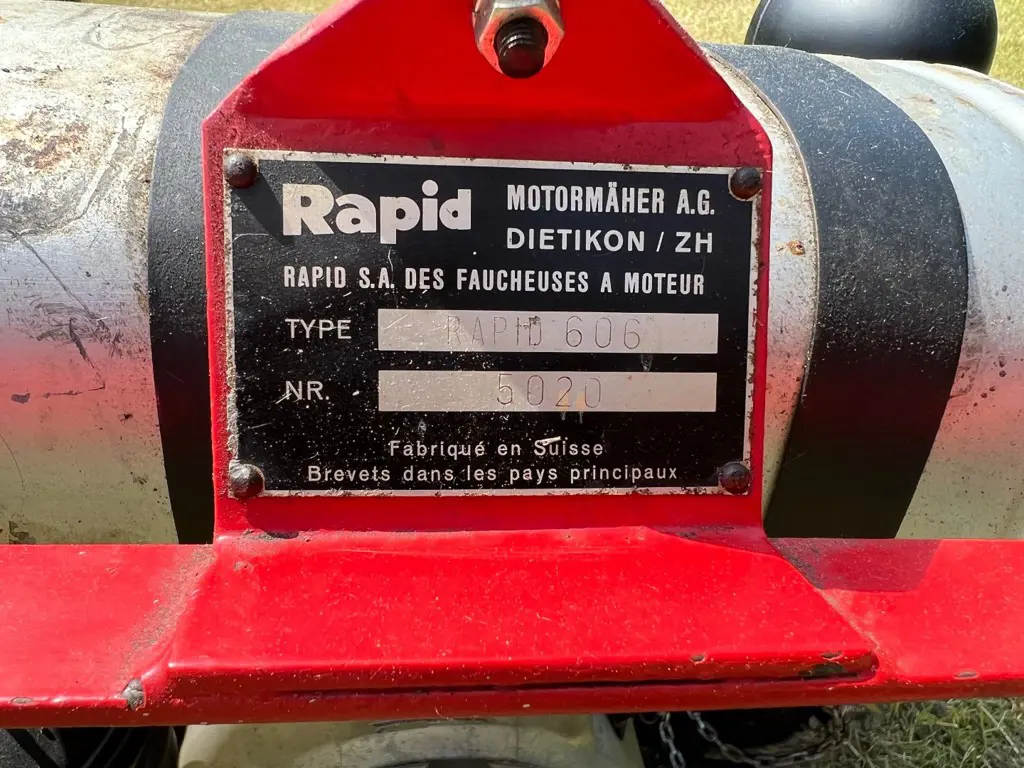 Rapid MOTORMÄHER A.G.
DIETIKON / ZH
RAPID S.A. DES FAUCHEUSES A MOTEUR
TYPE RAPID 606
NR. 5020
Fabriqué en Suisse
Brevets dans les pays principaux